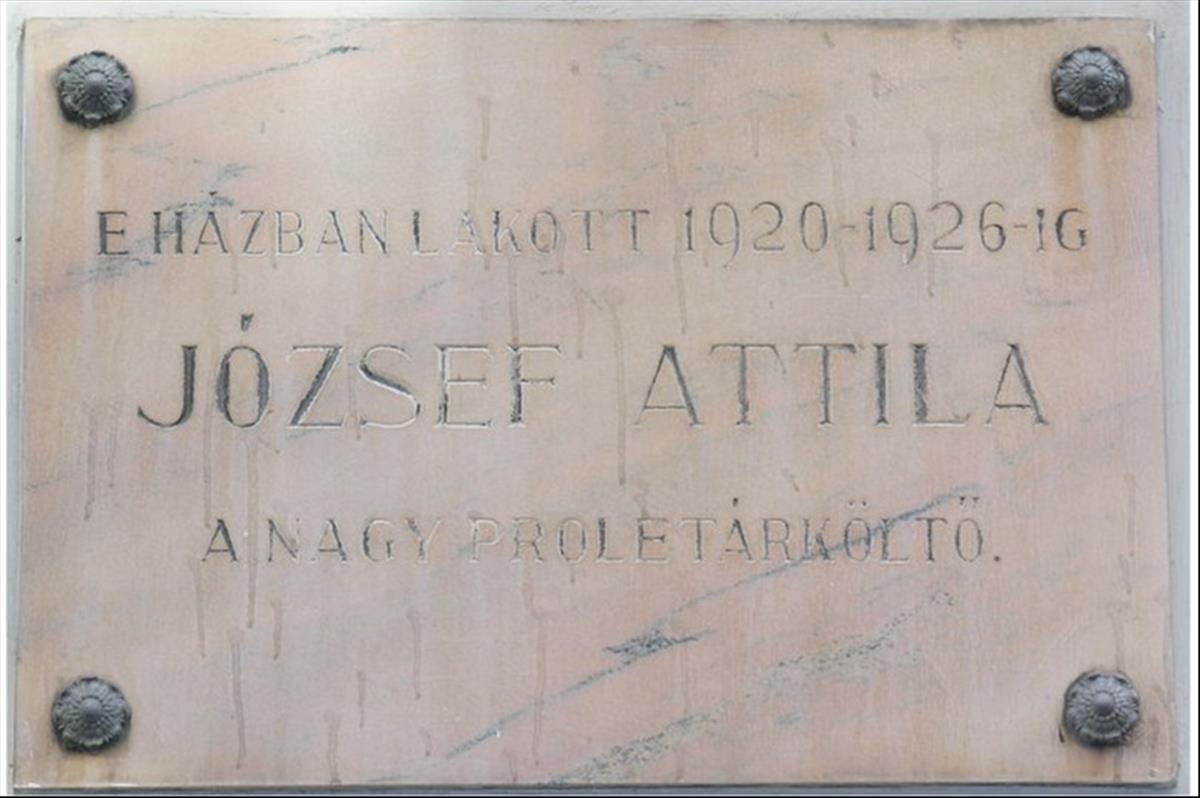 E HÁZBAN LAKOTT 1920-1926-IG
JÓZSEF ATTILA
A NAGY PROLETÁRKÖLTŐ.